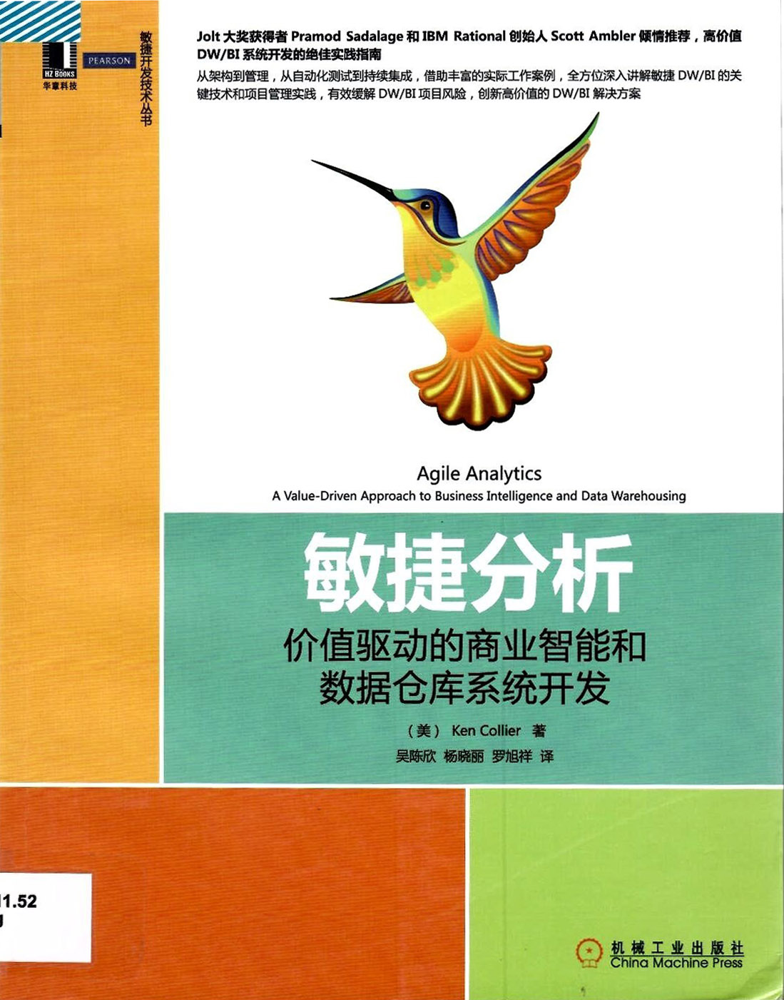 敏捷开发技术丛书
HZ BOOKS
华章科技
PEARSON
Jolt 大奖获得者 Pramod Sadalage 和 IBM Rational 创始人 Scott Ambler 倾情推荐，高价值
DW/BI 系统开发的绝佳实践指南
从架构到管理，从自动化测试到持续集成，借助丰富的实际工作案例，全方位深入讲解敏捷 DW/BI 的关
键技术和项目管理实践，有效缓解 DW/BI 项目风险，创新高价值的 DW/BI 解决方案
Agile Analytics
A Value-Driven Approach to Business Intelligence and Data Warehousing
敏捷分析
价值驱动的商业智能和
数据仓库系统开发
（美） Ken Collier 著
吴陈欣 杨晓丽 罗旭祥 译
1.52
机械工业出版社
China Machine Press